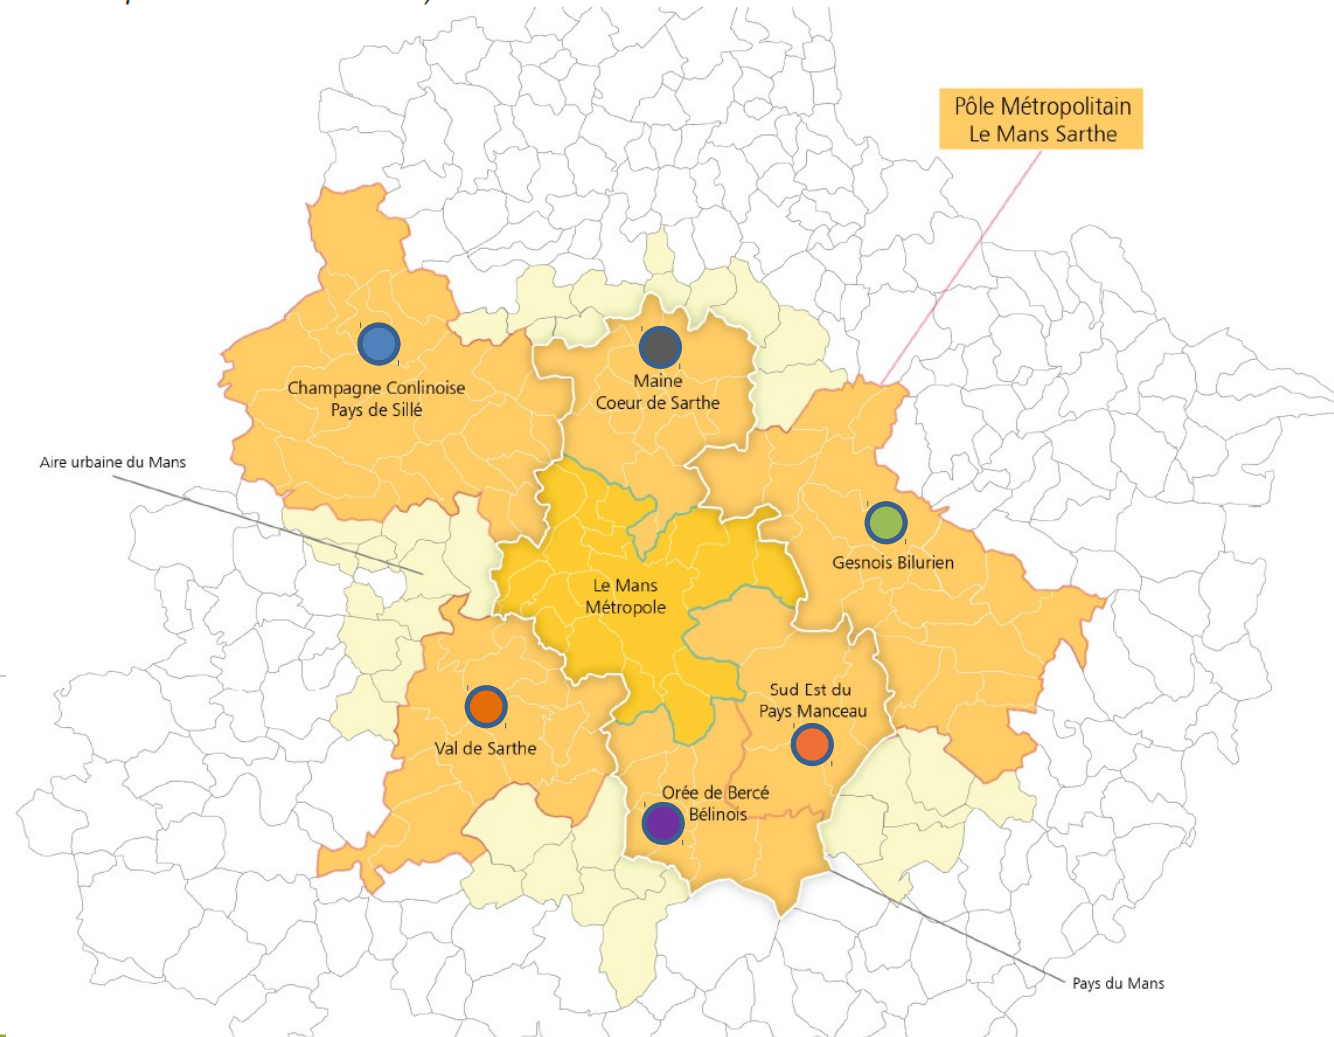 Pôle Métropolitain
Le Mans Sarthe
Champagne Conlinoise
Pays de Sillé
Maine
Coeur de Sarthe
Aire urbaine du Mans
Gesnois Bilurien
Le Mans
Métropole
Sud Est du
Pays Manceau
Val de Sarthe
Orée de Bercé
Bélinois
Pays du Mans